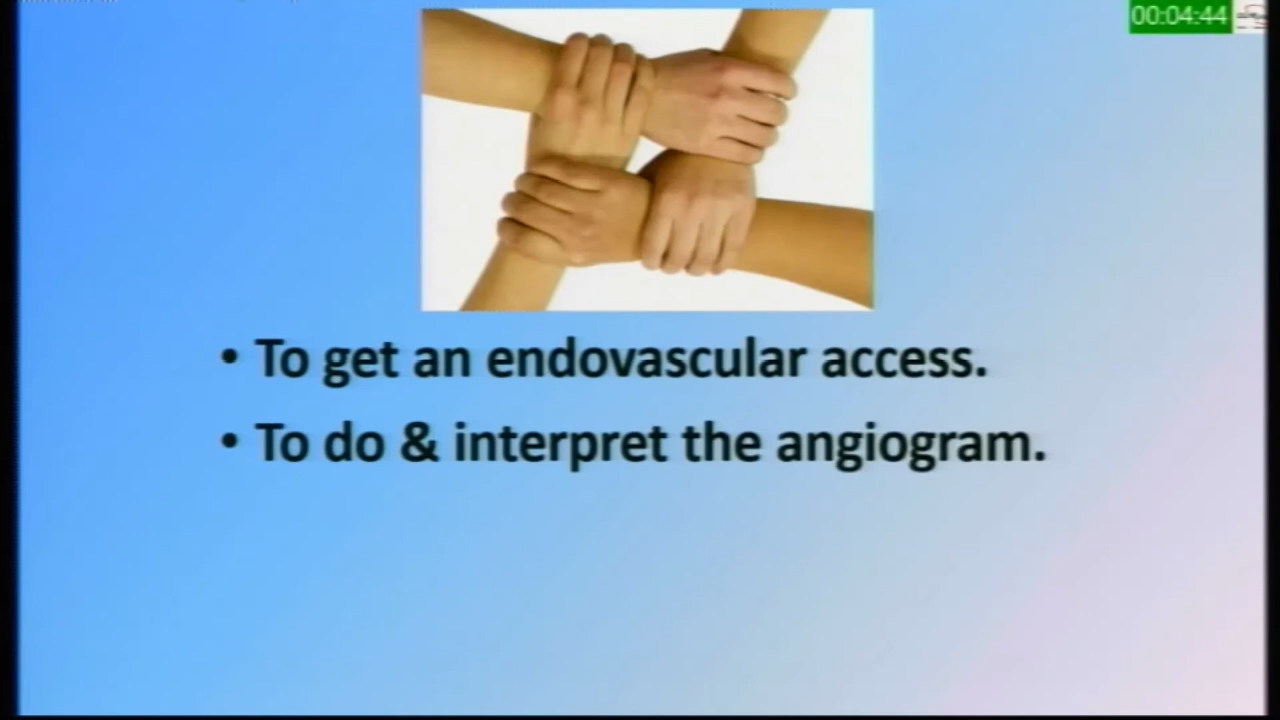 00:04:44
• To get an endovascular access.
• To do & interpret the angiogram.